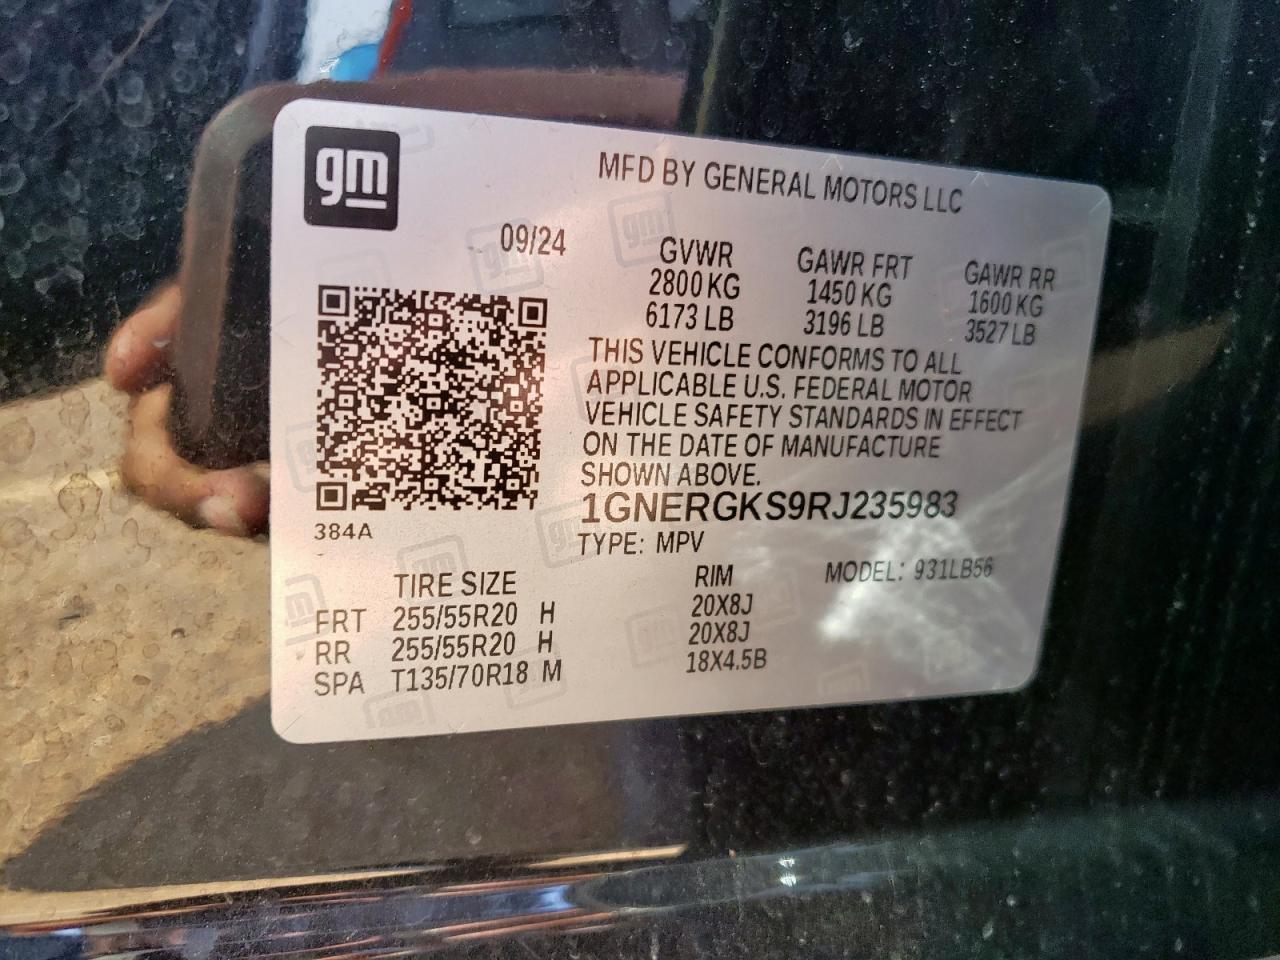 gm
MFD BY GENERAL MOTORS LLC
09/24
GVWR GAWR FRT GAWR RR
2800 KG 1450 KG 1600 KG
6173 LB 3196 LB 3527 LB
THIS VEHICLE CONFORMS TO ALL
APPLICABLE U.S. FEDERAL MOTOR
VEHICLE SAFETY STANDARDS IN EFFECT
ON THE DATE OF MANUFACTURE
SHOWN ABOVE.
1GNERGKS9RJ235983
384A
TYPE: MPV MODEL: 931LB56
TIRE SIZE RIM
FRT 255/55R20 H 20X8J
RR 255/55R20 H 20X8J
SPA T135/70R18 M 18X4.5B